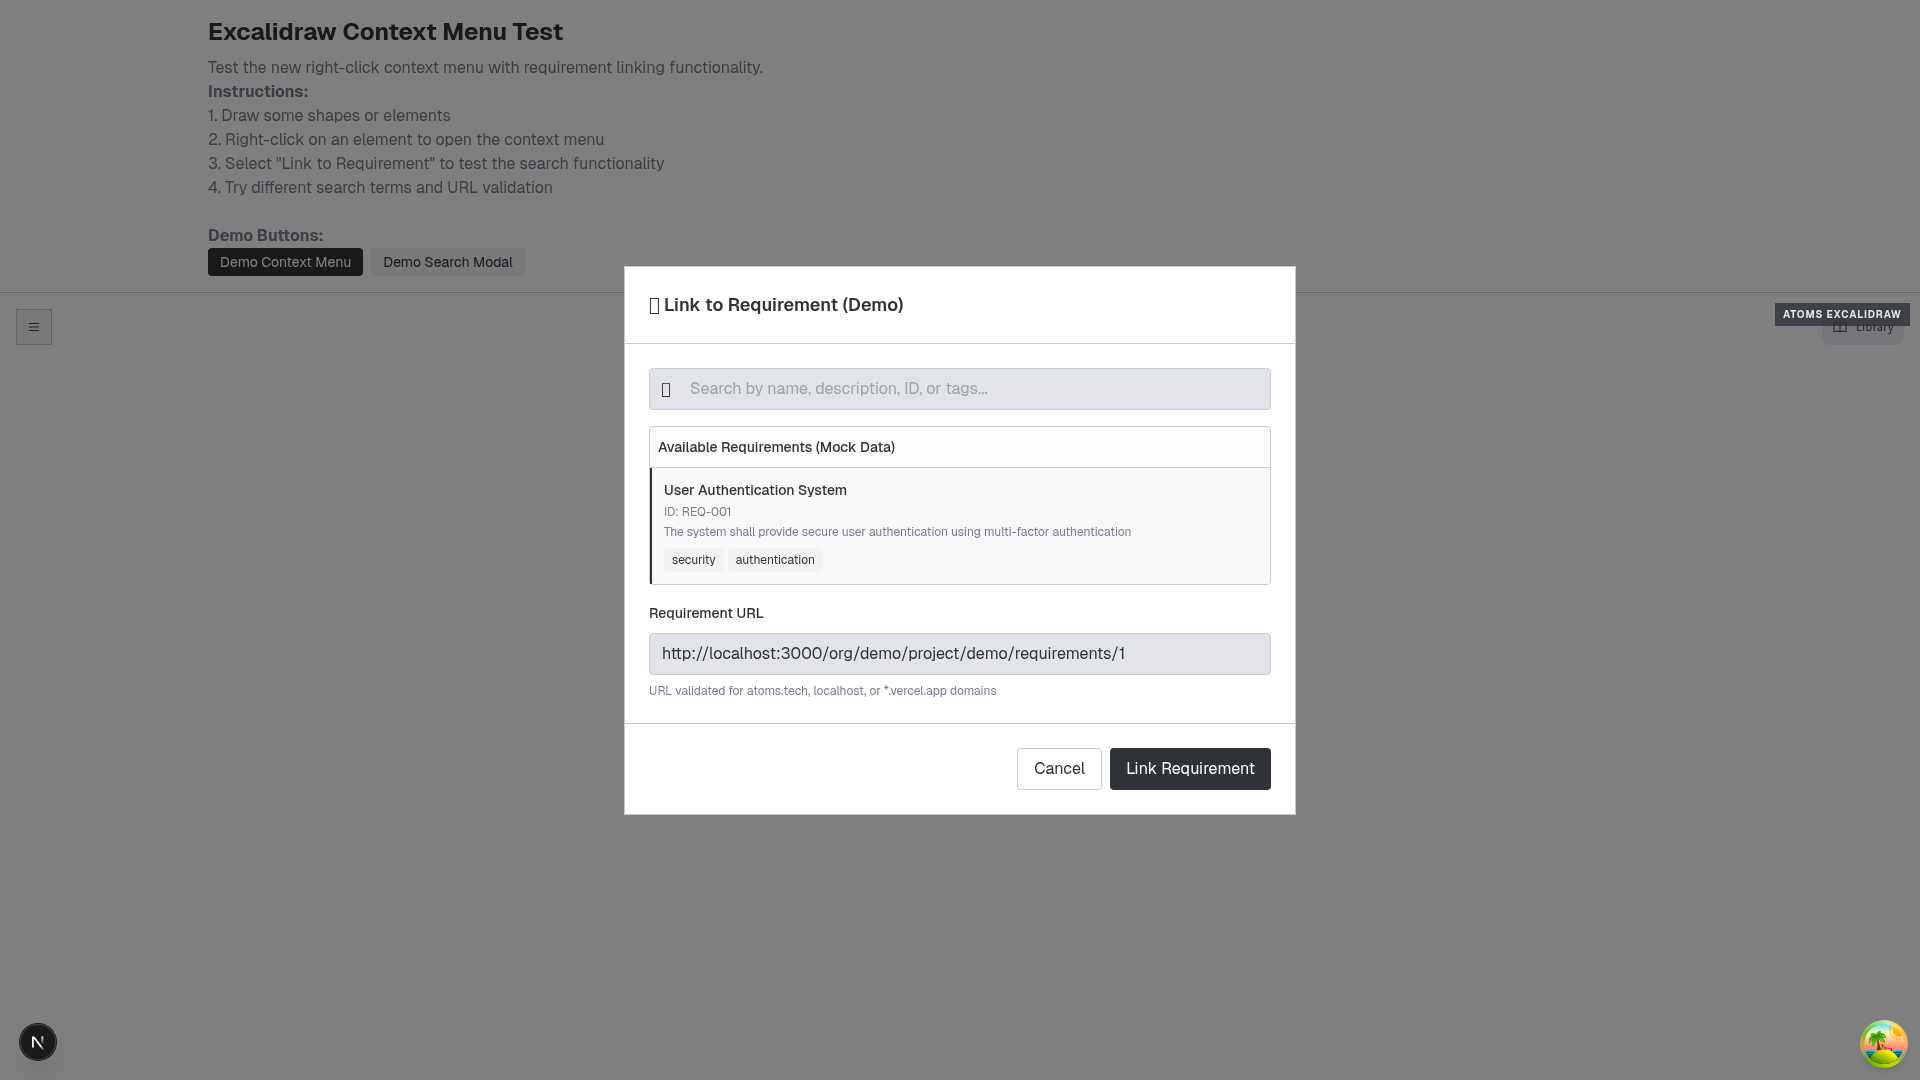 Excalidraw Context Menu Test
Test the new right-click context menu with requirement linking functionality.
Instructions:
1. Draw some shapes or elements
2. Right-click on an element to open the context menu
3. Select "Link to Requirement" to test the search functionality
4. Try different search terms and URL validation
Demo Buttons:
Demo Context Menu
Demo Search Modal
ATOMS EXCALIDRAW
Library
Link to Requirement (Demo)
Search by name, description, ID, or tags...
Available Requirements (Mock Data)
User Authentication System
ID: REQ-001
The system shall provide secure user authentication using multi-factor authentication
security authentication
Requirement URL
http://localhost:3000/org/demo/project/demo/requirements/1
URL validated for atoms.tech, localhost, or *.vercel.app domains
Cancel
Link Requirement
N